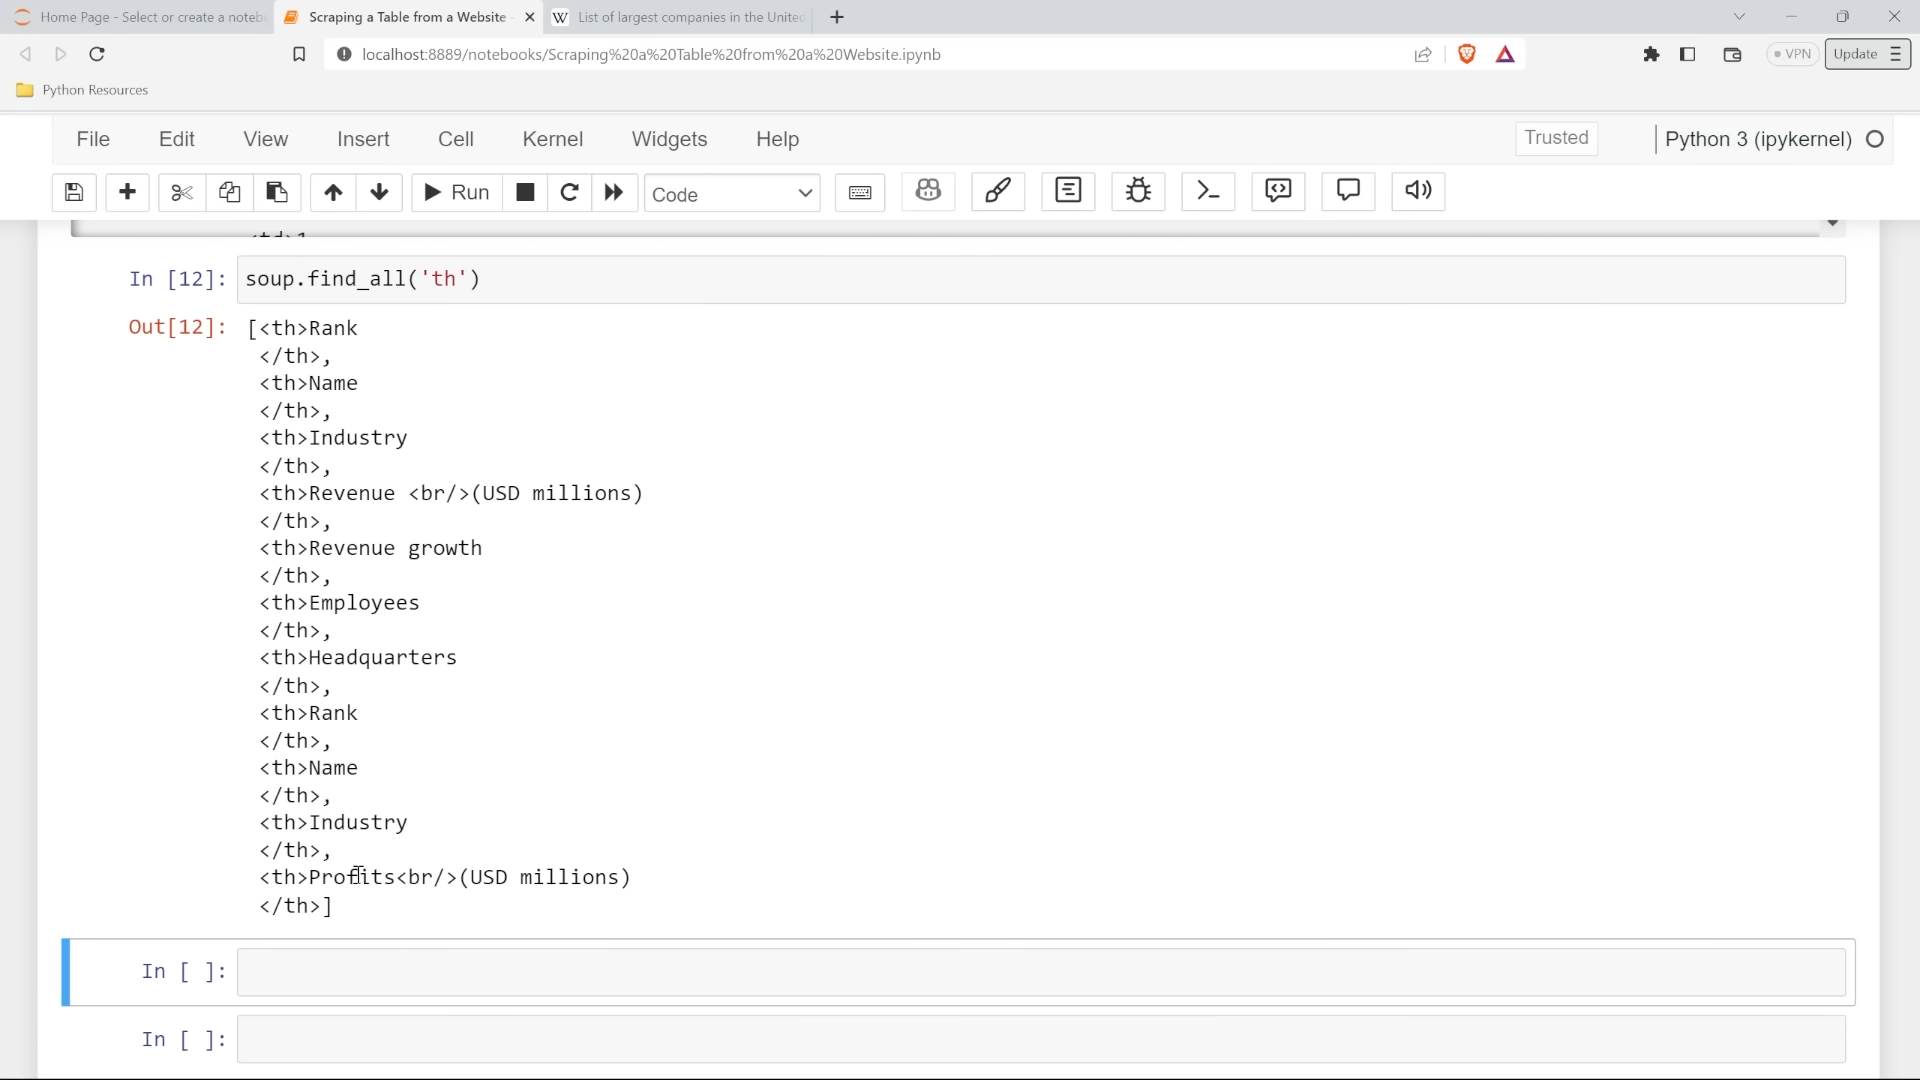 Home Page - Select or create a noteb
Scraping a Table from a Website -
List of largest companies in the United
localhost:8889/notebooks/Scraping%20a%20Table%20from%20a%20Website.ipynb
VPN
Update
Python Resources
File Edit View Insert Cell Kernel Widgets Help
Trusted
Python 3 (ipykernel)
Run
Code
<td>1
In [12]: soup.find_all('th')
Out[12]: [<th>Rank
</th>,
<th>Name
</th>,
<th>Industry
</th>,
<th>Revenue <br/>(USD millions)
</th>,
<th>Revenue growth
</th>,
<th>Employees
</th>,
<th>Headquarters
</th>,
<th>Rank
</th>,
<th>Name
</th>,
<th>Industry
</th>,
<th>Profits<br/>(USD millions)
</th>]
In [ ]:
In [ ]: